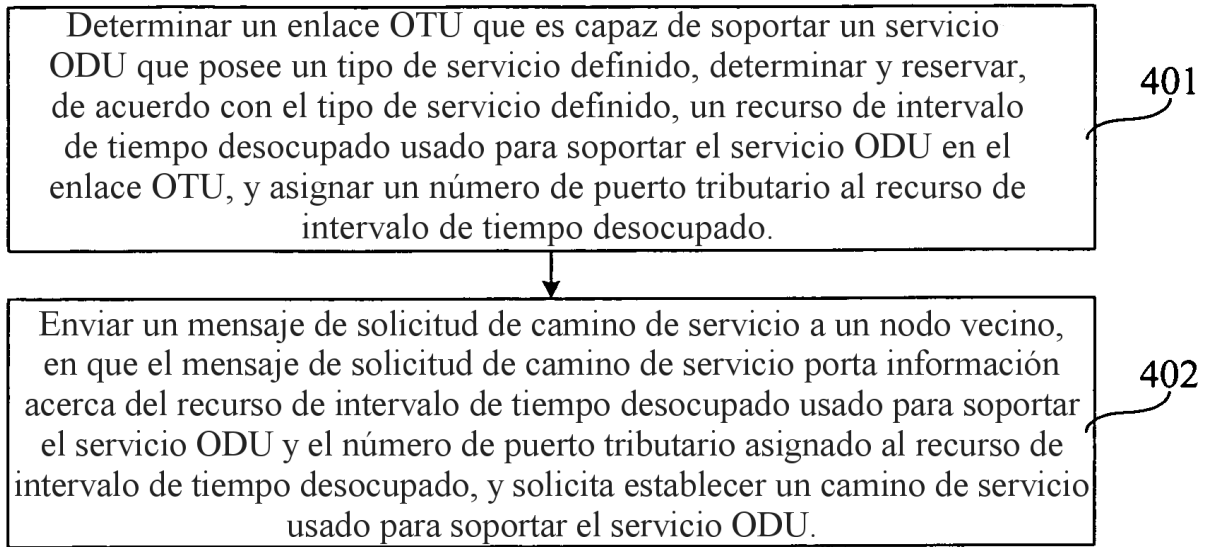 Determinar un enlace OTU que es capaz de soportar un servicio
ODU que posee un tipo de servicio definido, determinar y reservar,
de acuerdo con el tipo de servicio definido, un recurso de intervalo
de tiempo desocupado usado para soportar el servicio ODU en el
enlace OTU, y asignar un número de puerto tributario al recurso de
intervalo de tiempo desocupado.
401
Enviar un mensaje de solicitud de camino de servicio a un nodo vecino,
en que el mensaje de solicitud de camino de servicio porta información
acerca del recurso de intervalo de tiempo desocupado usado para soportar
el servicio ODU y el número de puerto tributario asignado al recurso de
intervalo de tiempo desocupado, y solicita establecer un camino de servicio
usado para soportar el servicio ODU.
402